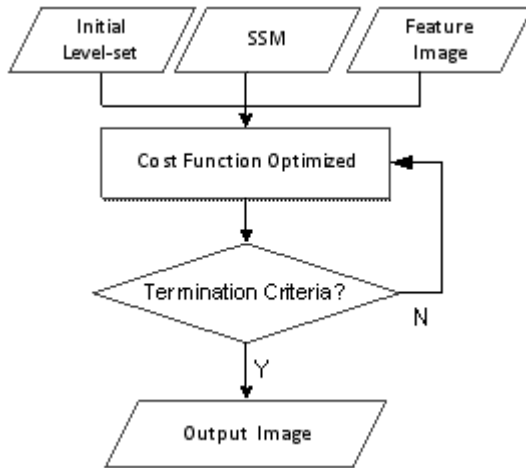 Initial
Level-set
SSM
Feature
Image
Cost Function Optimized
Termination Criteria?
N
Y
Output Image